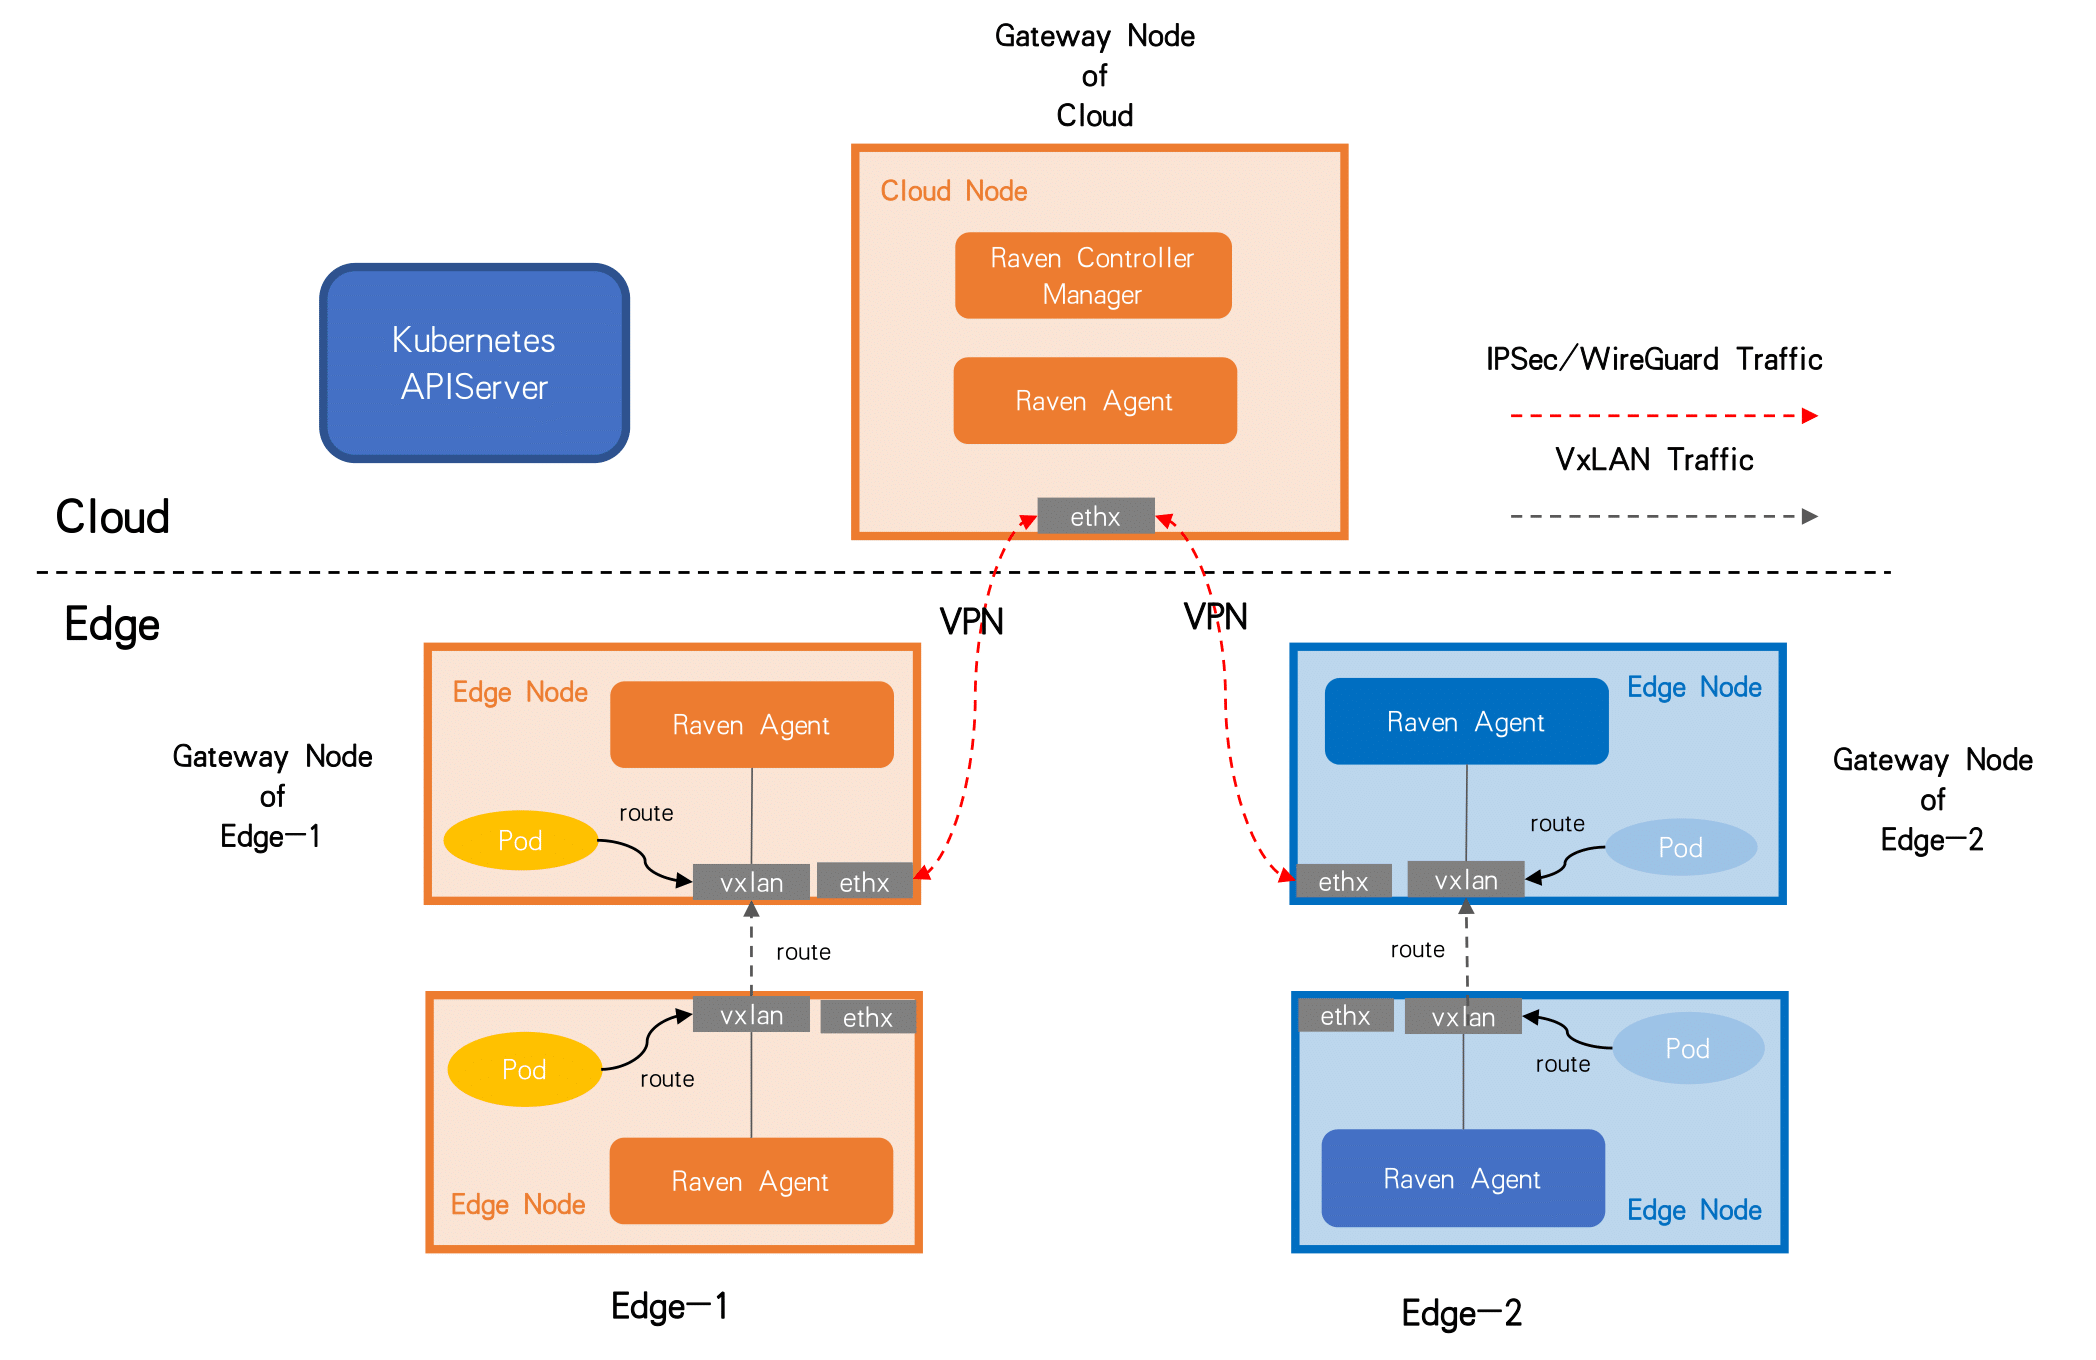 Gateway Node
of
Cloud
Cloud Node
Raven Controller
Manager
Raven Agent
ethx
Kubernetes
APIServer
IPSec/WireGuard Traffic
VxLAN Traffic
Cloud
Edge
VPN
VPN
Gateway Node
of
Edge-1
Edge Node
Raven Agent
route
Pod
vxlan
ethx
route
vxlan
ethx
Pod
route
Raven Agent
Edge Node
Edge-1
Raven Agent
Edge Node
route
Pod
ethx
vxlan
Gateway Node
of
Edge-2
route
ethx
vxlan
Pod
route
Raven Agent
Edge Node
Edge-2